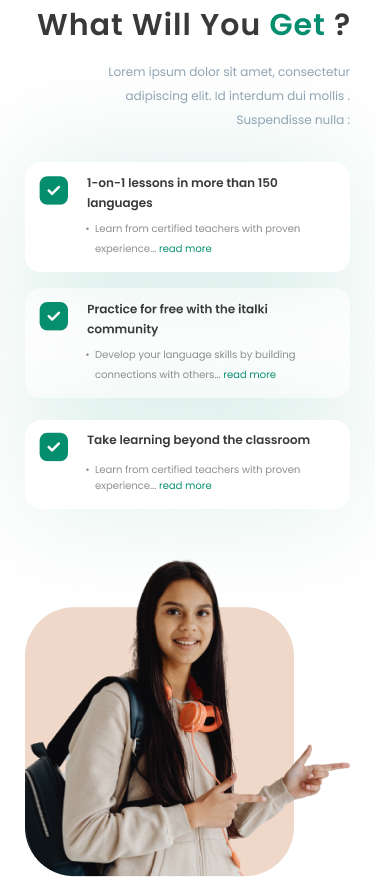 What Will You Get ?
Lorem ipsum dolor sit amet, consectetur
adipiscing elit. Id interdum dui mollis .
Suspendisse nulla :
1-on-1 lessons in more than 150
languages
• Learn from certified teachers with proven
experience... read more
Practice for free with the italki
community
• Develop your language skills by building
connections with others... read more
Take learning beyond the classroom
• Learn from certified teachers with proven
experience... read more